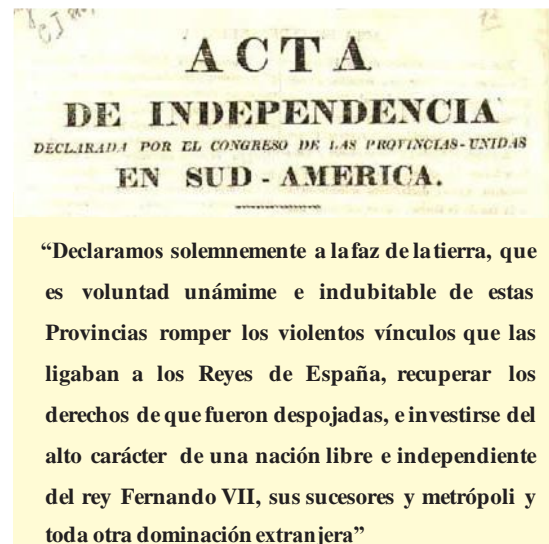 ACTA
DE INDEPENDENCIA
DECLARADA POR EL CONGRESO DE LAS PROVINCIAS-UNIDAS
EN SUD-AMERICA.
“Declaramos solemnemente a la faz de la tierra, que
es voluntad unámime e indubitable de estas
Provincias romper los violentos vínculos que las
ligaban a los Reyes de España, recuperar los
derechos de que fueron despojadas, e investirse del
alto carácter de una nación libre e independiente
del rey Fernando VII, sus sucesores y metrópoli y
toda otra dominación extranjera”